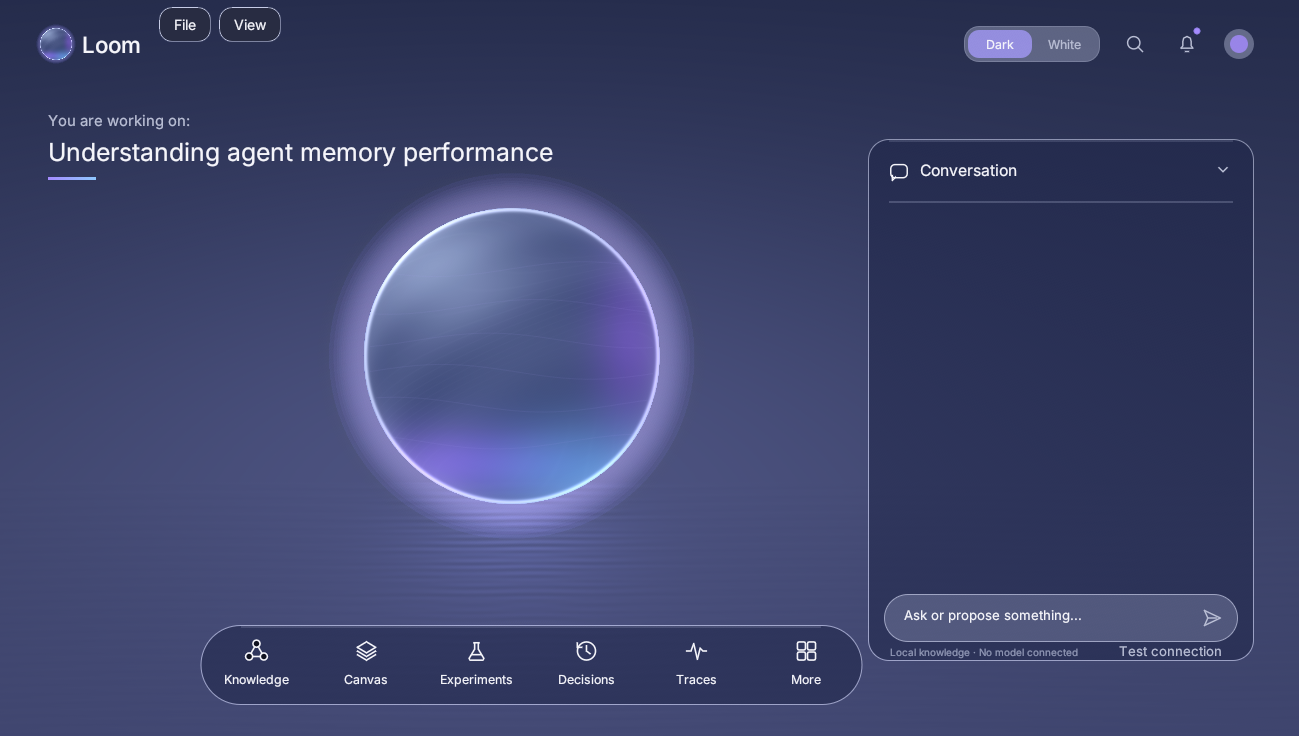 Loom
File
View
Dark
White
You are working on:
Understanding agent memory performance
Conversation
Ask or propose something...
Local knowledge · No model connected
Test connection
Knowledge
Canvas
Experiments
Decisions
Traces
More